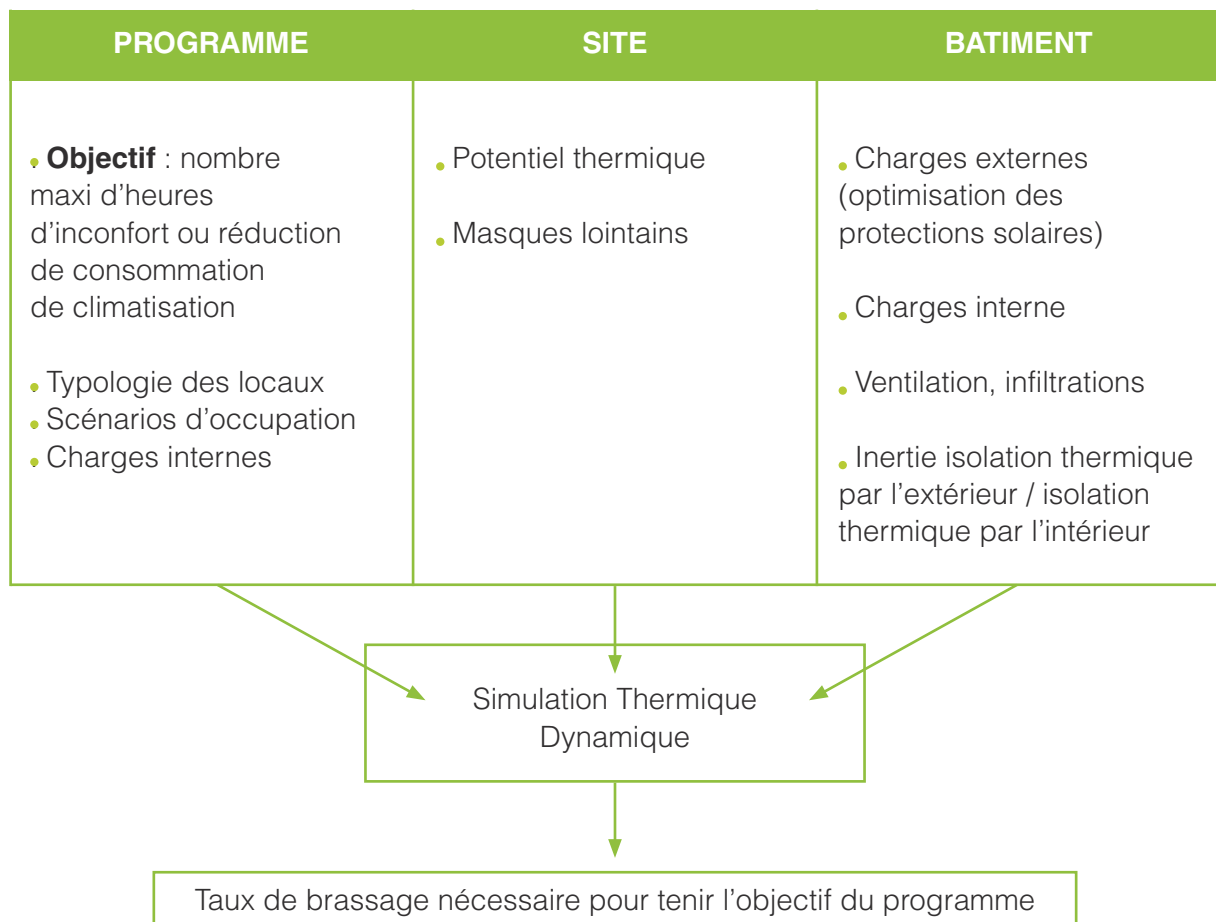 PROGRAMME
SITE
BATIMENT
. Objectif : nombre
maxi d'heures
d'inconfort ou réduction
de consommation
de climatisation
. Typologie des locaux
. Scénarios d'occupation
. Charges internes
. Potentiel thermique
. Masques lointains
. Charges externes
(optimisation des
protections solaires)
. Charges interne
. Ventilation, infiltrations
. Inertie isolation thermique
par l'extérieur / isolation
thermique par l'intérieur
Simulation Thermique
Dynamique
Taux de brassage nécessaire pour tenir l'objectif du programme